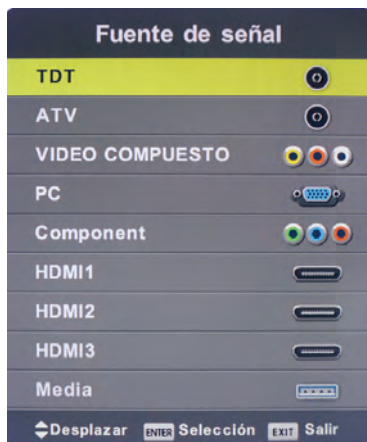 Fuente de señal
TDT
ATV
VIDEO COMPUESTO
PC
Component
HDMI1
HDMI2
HDMI3
Media
Desplazar ENTER Selección EXIT Salir